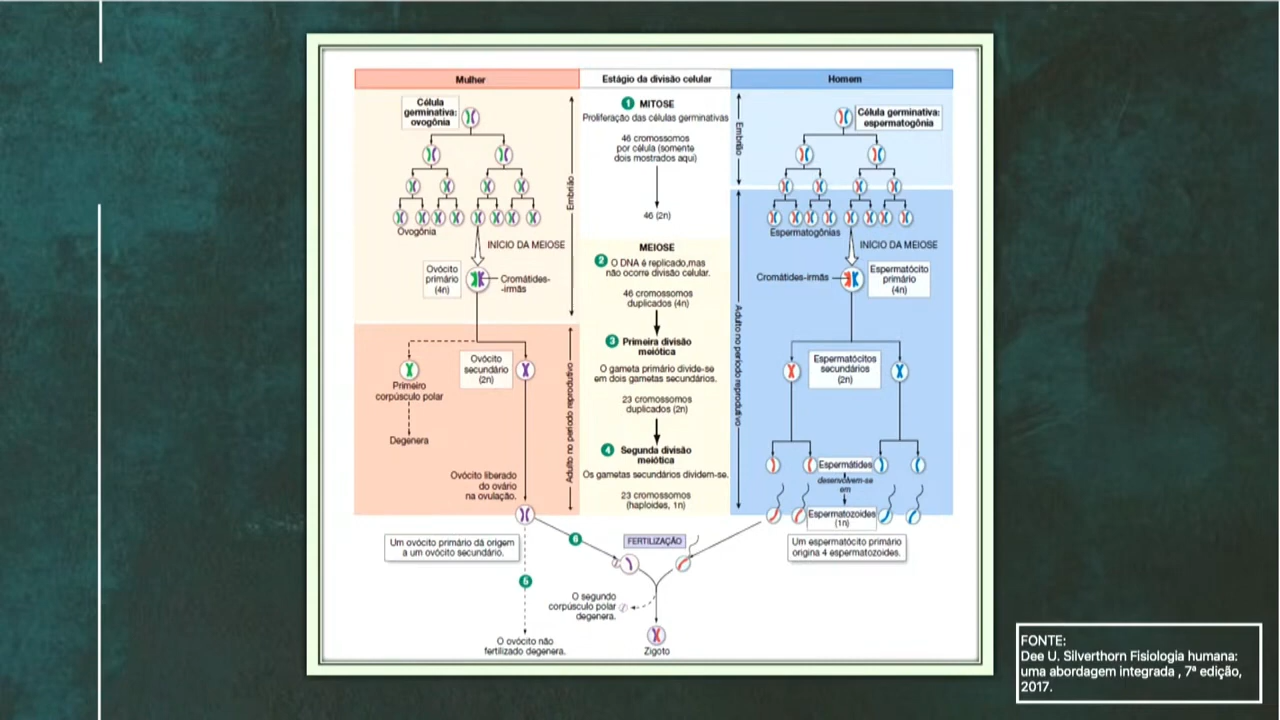 Mulher
Estágio da divisão celular
Homem
Célula
germinativa:
ovogônia
Ovogônia
INÍCIO DA MEIOSE
Ovócito
primário
(4n)
Cromátides-
-irmãs
Embrião
Ovócito
secundário
(2n)
Primeiro
corpúsculo polar
Degenera
Ovócito liberado
do ovário
na ovulação.
Adulto no período reprodutivo
1 MITOSE
Proliferação das células germinativas
46 cromossomos
por célula (somente
dois mostrados aqui)
46 (2n)
MEIOSE
2 O DNA é replicado,mas
não ocorre divisão celular.
46 cromossomos
duplicados (4n)
3 Primeira divisão
meiótica
O gameta primário divide-se
em dois gametas secundários.
23 cromossomos
duplicados (2n)
4 Segunda divisão
meiótica
Os gametas secundários dividem-se.
23 cromossomos
(haploides, 1n)
Embrião
Adulto no período reprodutivo
Célula germinativa:
espermatogônia
Espermatogônias
INÍCIO DA MEIOSE
Cromátides-irmãs
Espermatócito
primário
(4n)
Espermatócitos
secundários
(2n)
Espermátides
desenvolvem-se
em
Espermatozoides
(1n)
Um ovócito primário dá origem
a um ovócito secundário.
6
FERTILIZAÇÃO
Um espermatócito primário
origina 4 espermatozoides.
5
O segundo
corpúsculo polar
degenera.
O ovócito não
fertilizado degenera.
Zigoto
FONTE:
Dee U. Silverthorn Fisiologia humana:
uma abordagem integrada , 7ª edição,
2017.